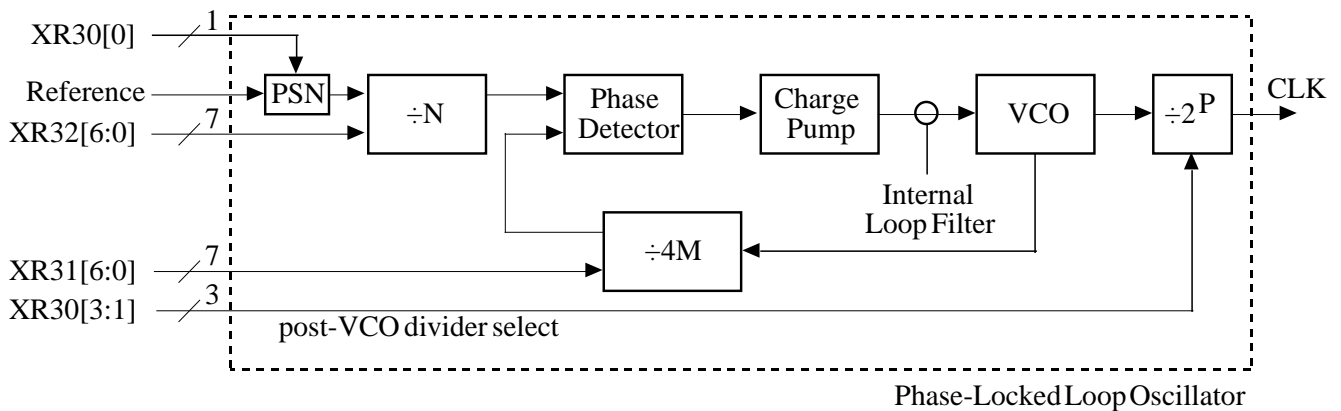 XR30[0]
1
Reference
PSN
XR32[6:0]
7
÷N
Phase
Detector
Charge
Pump
VCO
÷2^P
CLK
Internal
Loop Filter
÷4M
XR31[6:0]
7
XR30[3:1]
3
post-VCO divider select
Phase-Locked Loop Oscillator